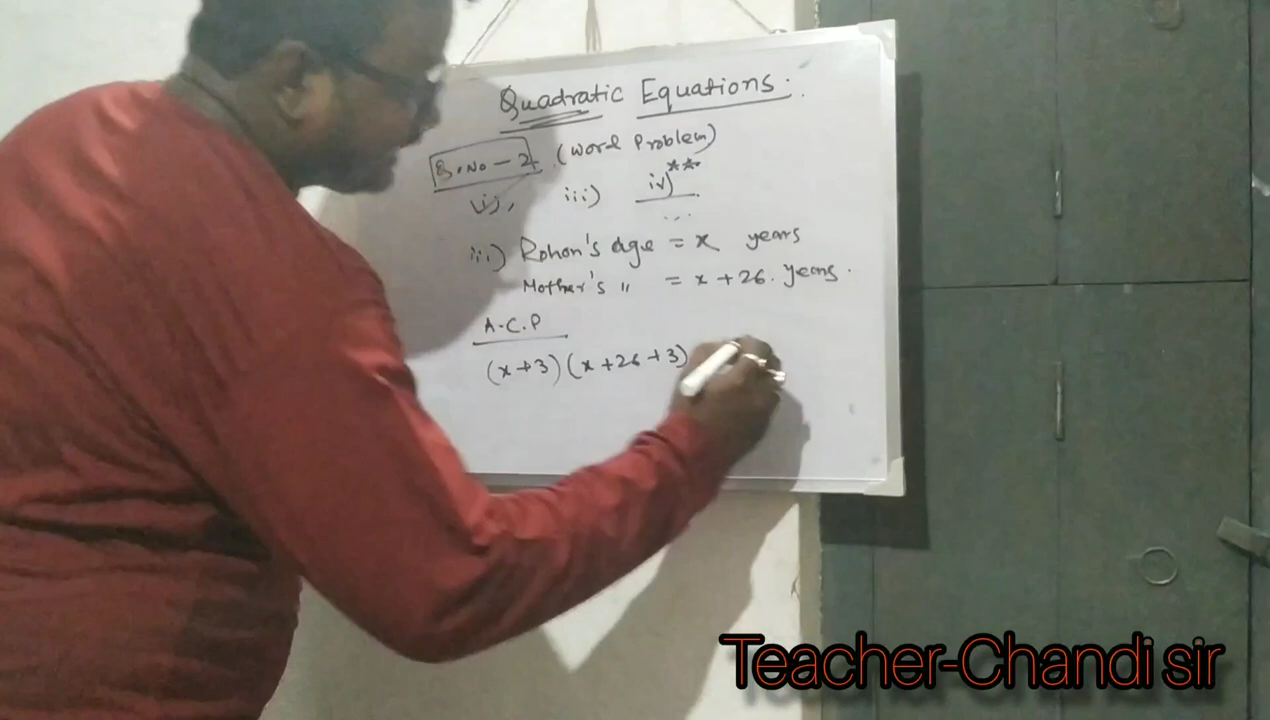 Quadratic Equations :
Q.No - 2. (Word Problem)
ii), iii) iv) **
iii) Rohan's age = x years
Mother's " = x + 26. years.
A.C.P
(x+3)(x+26+3)
Teacher-Chandi sir